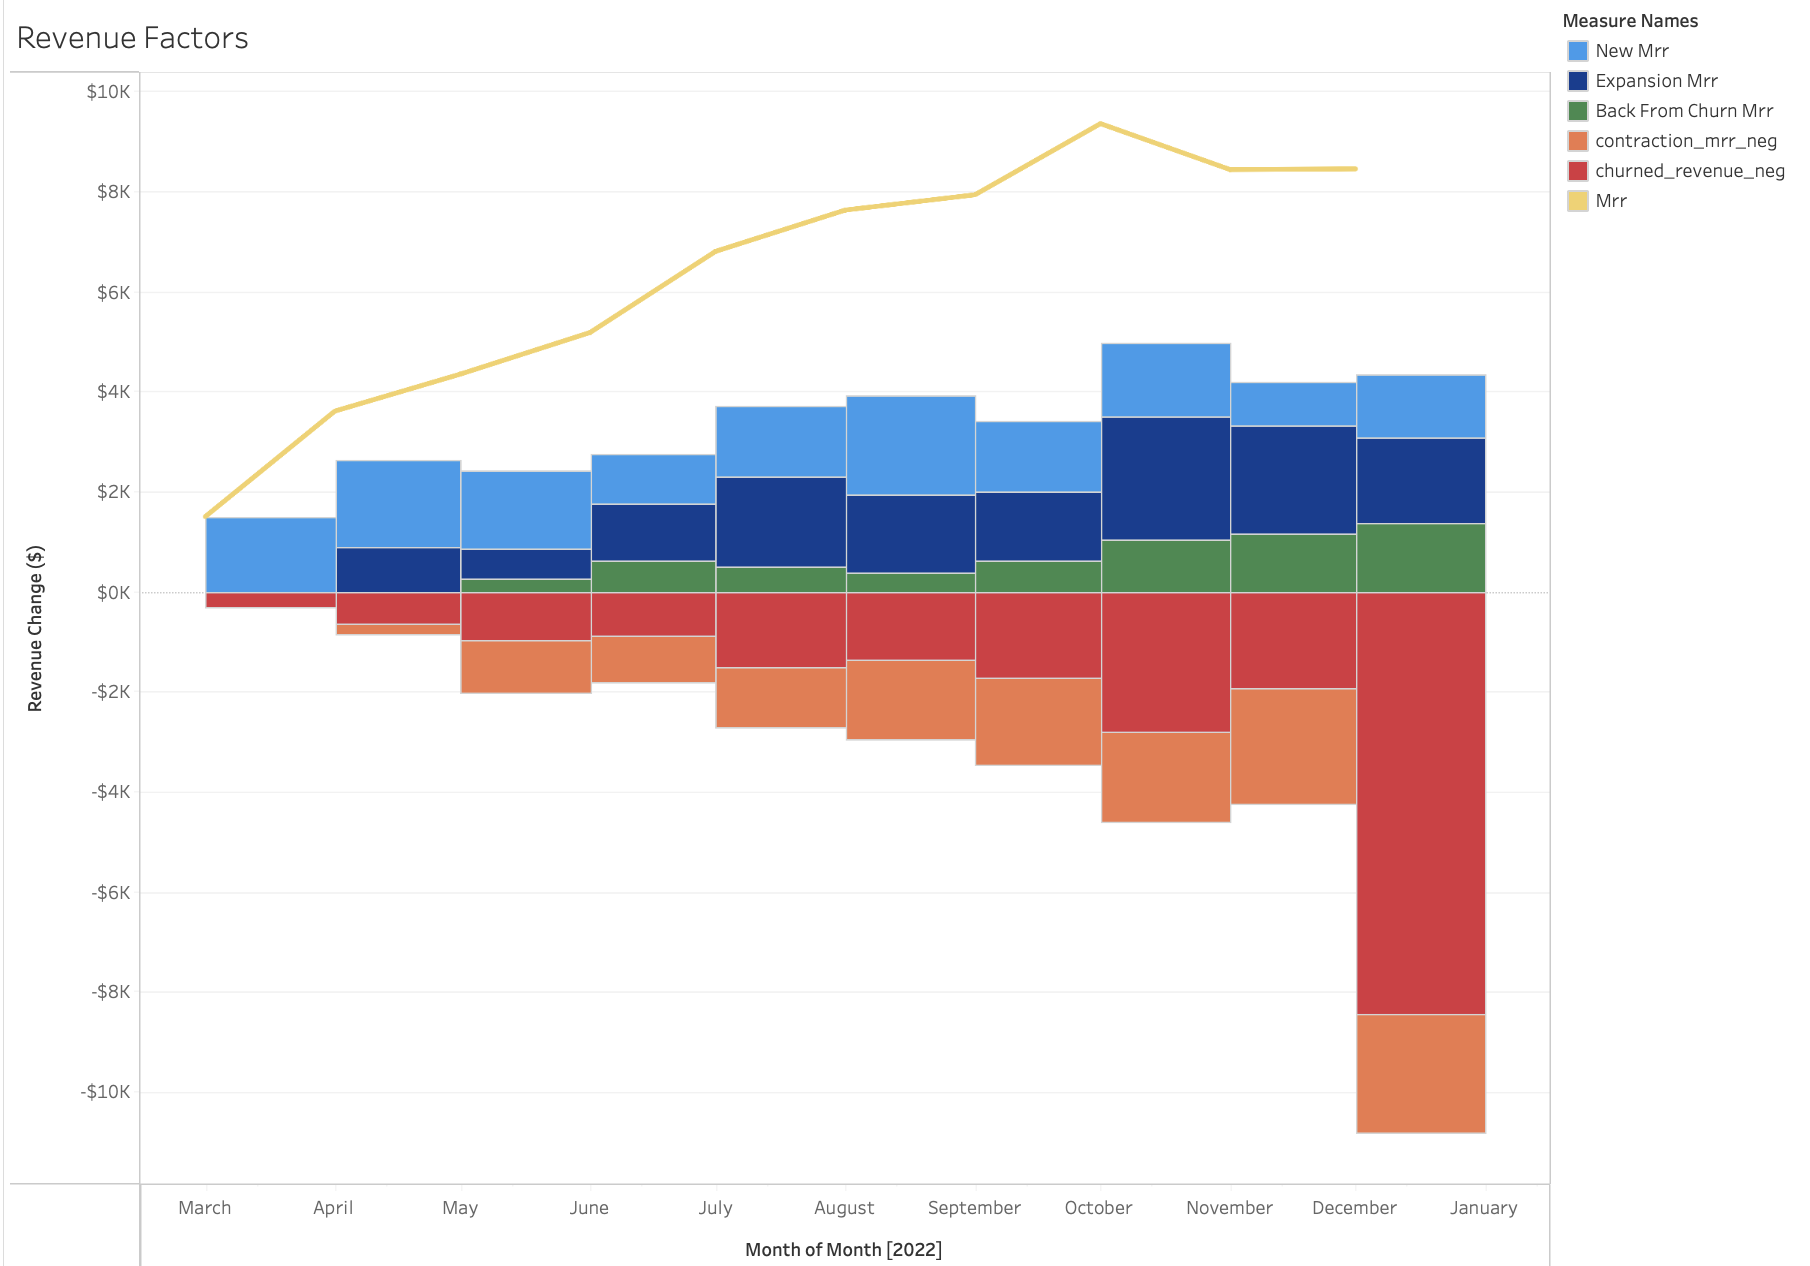 Revenue Factors
Measure Names
New Mrr
Expansion Mrr
Back From Churn Mrr
contraction_mrr_neg
churned_revenue_neg
Mrr
Revenue Change ($)
$10K
$8K
$6K
$4K
$2K
$0K
-$2K
-$4K
-$6K
-$8K
-$10K
March April May June July August September October November December January
Month of Month [2022]